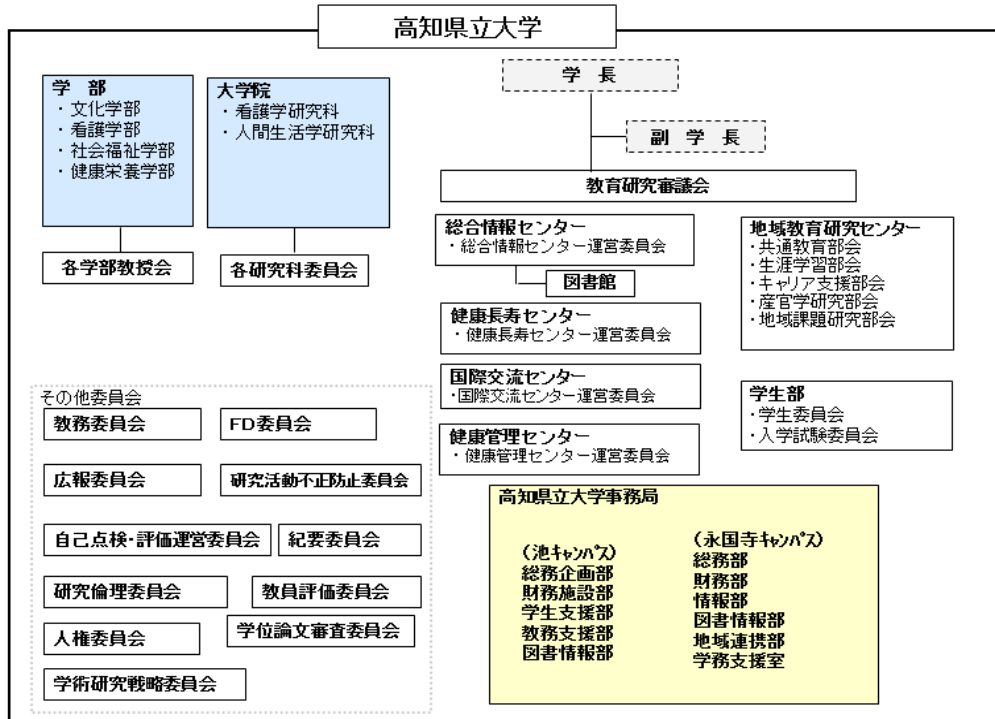 高知県立大学
学 部
・ 文化学部
・ 看護学部
・ 社会福祉学部
・ 健康栄養学部
各学部教授会
大学院
・ 看護学研究科
・ 人間生活学研究科
各研究科委員会
学 長
副 学 長
教育研究審議会
総合情報センター
・ 総合情報センター運営委員会
図書館
健康長寿センター
・ 健康長寿センター運営委員会
国際交流センター
・国際交流センター運営委員会
健康管理センター
・ 健康管理センター運営委員会
地域教育研究センター
・共通教育部会
・生涯学習部会
・キャリア支援部会
・産官学研究部会
・地域課題研究部会
学生部
・学生委員会
・入学試験委員会
その他委員会
教務委員会
FD委員会
広報委員会
研究活動不正防止委員会
自己点検・評価運営委員会
紀要委員会
研究倫理委員会
教員評価委員会
人権委員会
学位論文審査委員会
学術研究戦略委員会
高知県立大学事務局
(池ｷｬﾝﾊﾟｽ)
総務企画部
財務施設部
学生支援部
教務支援部
図書情報部
(永国寺ｷｬﾝﾊﾟｽ)
総務部
財務部
情報部
図書情報部
地域連携部
学務支援室